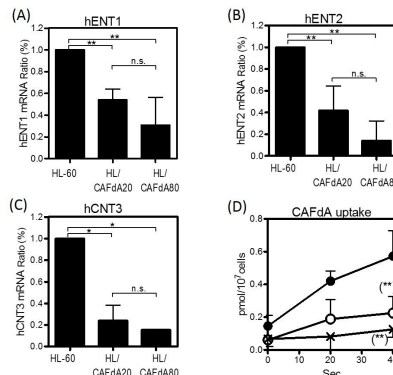 (A)
hENT1
hENT1 mRNA Ratio (%)
1.0
0.8
0.6
0.4
0.2
0.0
**
**
n.s.
HL-60
HL/
CAFdA20
HL/
CAFdA80
(B)
hENT2
hENT2 mRNA Ratio (%)
1.2
1.0
0.8
0.6
0.4
0.2
0.0
**
**
n.s.
HL-60
HL/
CAFdA20
HL/
CAFdA8
(C)
hCNT3
hCNT3 mRNA Ratio (%)
1.0
0.8
0.6
0.4
0.2
0.0
*
*
n.s.
HL-60
HL/
CAFdA20
HL/
CAFdA80
(D)
CAFdA uptake
pmol/10⁷cells
0.8
0.6
0.4
0.2
0.0
(**
(**)
0
20
Sec